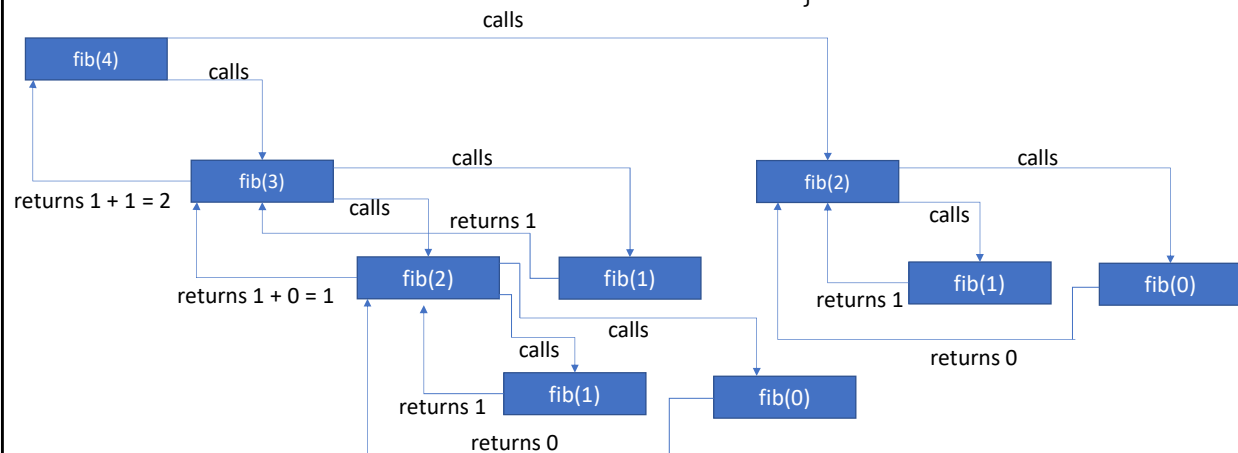 }
calls
fib(4)
calls
calls
calls
fib(3)
fib(2)
returns 1 + 1 = 2
calls
calls
returns 1
fib(2)
fib(1)
fib(1)
fib(0)
returns 1 + 0 = 1
returns 1
calls
calls
returns 0
fib(1)
fib(0)
returns 1
returns 0